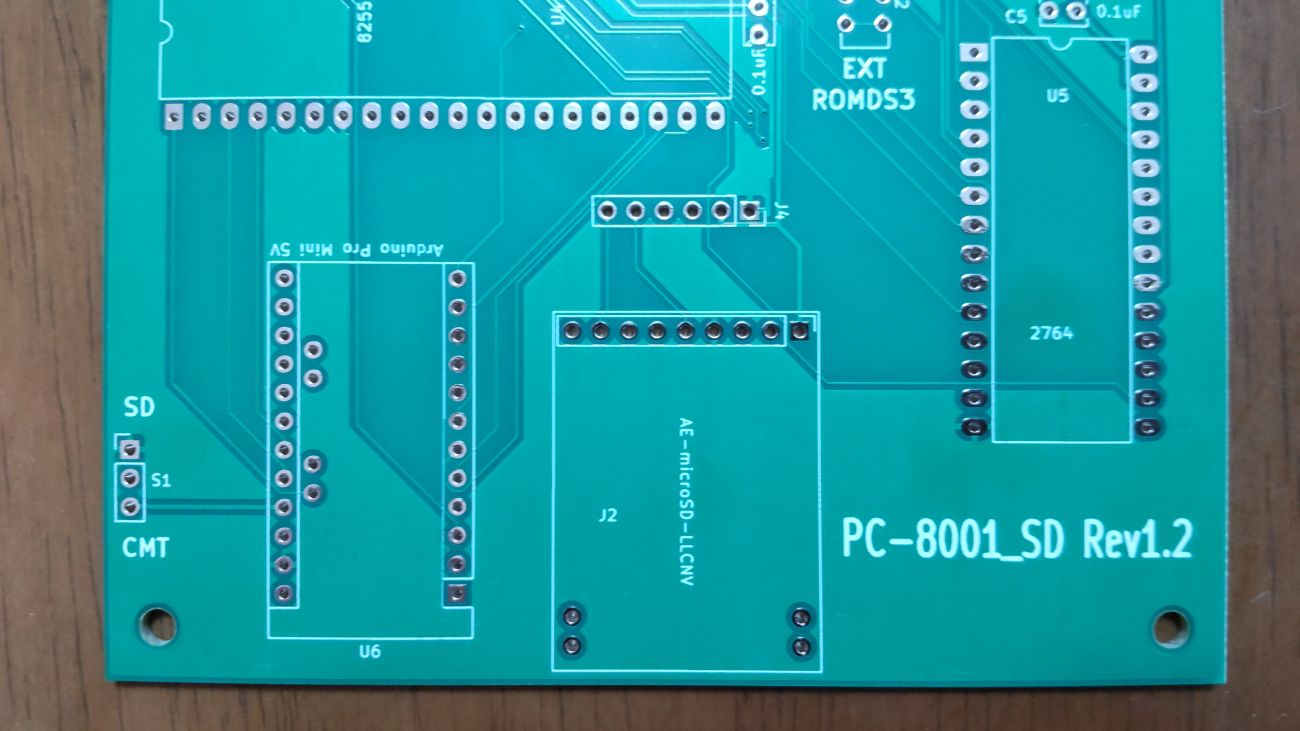 8255
U4
0.1uF
C5
0.1uF
EXT
ROMDS3
U5
J4
Arduino Pro Mini 5V
2764
SD
S1
CMT
AE-microSD-LLCNV
J2
PC-8001_SD Rev1.2
U6